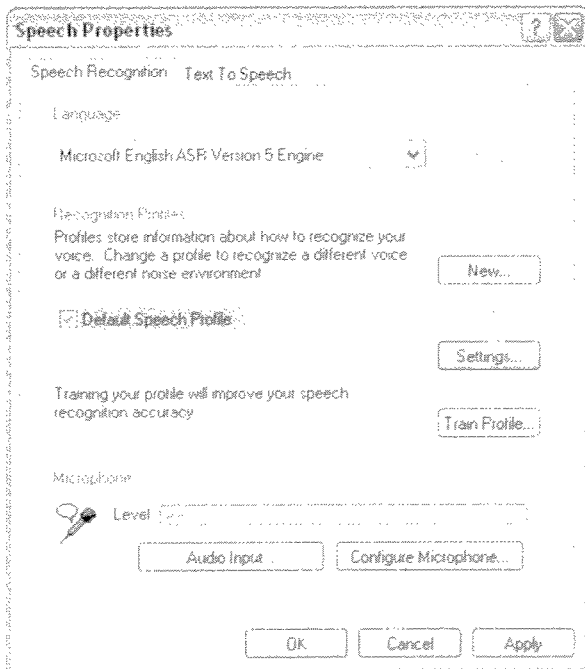 Speech Properties
Speech Recognition
Text To Speech
Language
Microsoft English ASR Version 5 Engine
Recognition Profiles
Profiles store information about how to recognize your
voice. Change a profile to recognize a different voice
or a different noise environment
New...
Default Speech Profile
Settings...
Training your profile will improve your speech
recognition accuracy
Train Profile...
Microphone
Level
Audio Input . .
Configure Microphone...
OK
Cancel
Apply